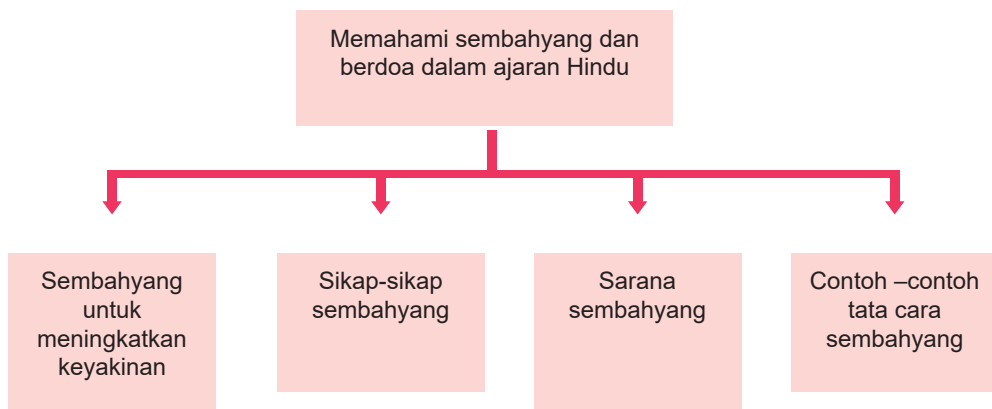 Memahami sembahyang dan
berdoa dalam ajaran Hindu
Sembahyang
untuk
meningkatkan
keyakinan
Sikap-sikap
sembahyang
Sarana
sembahyang
Contoh –contoh
tata cara
sembahyang